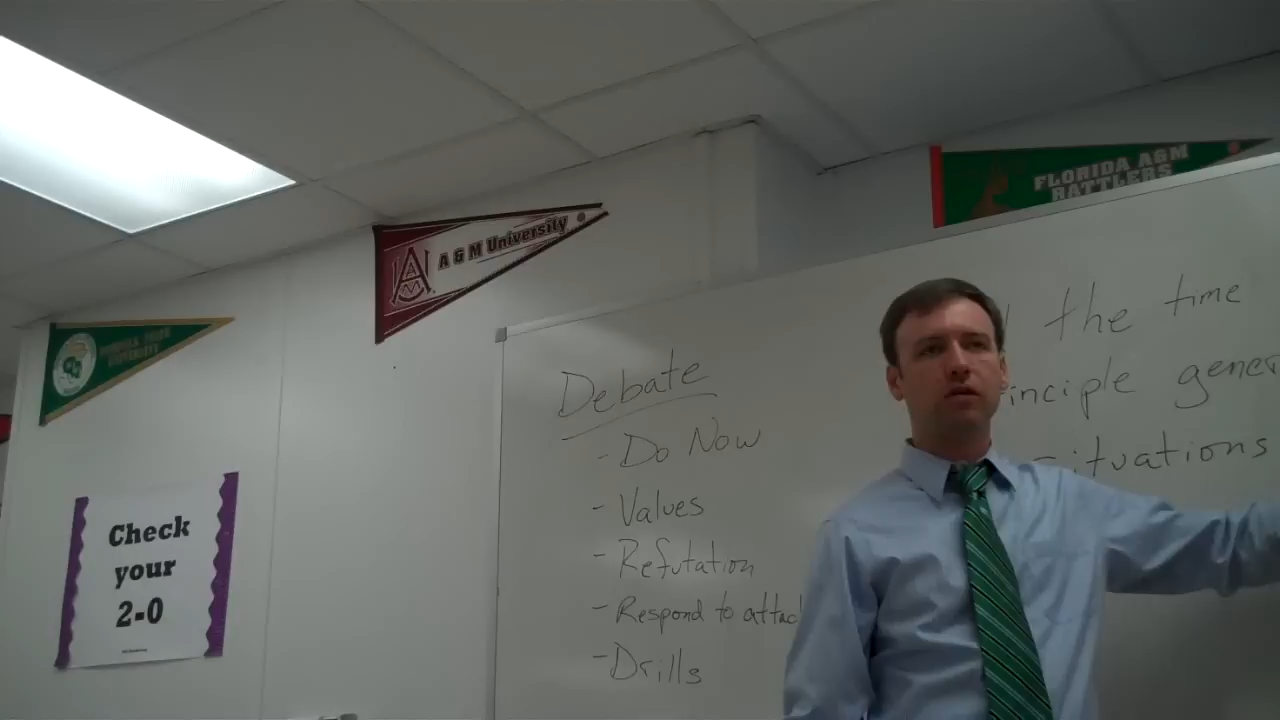 FLORIDA A&M
RATTLERS
A&M University
Check
your
2-0
Debate
- Do Now
- Values
- Refutation
- Respond to attac
- Drills
the time
inciple gener
situations